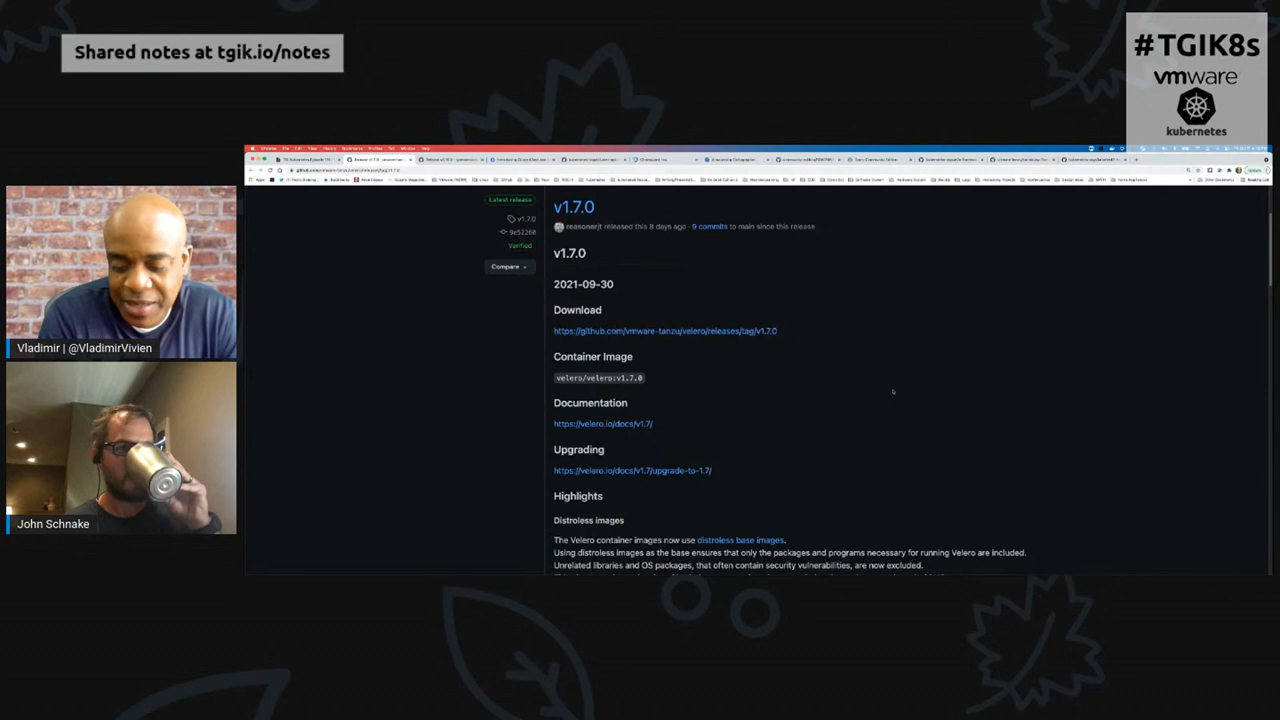 Shared notes at tgik.io/notes
#TGIK8s
vmware
kubernetes
Latest release
v1.7.0
9e52260
Verified
Compare
v1.7.0
reasonerjt released this 8 days ago · 9 commits to main since this release
v1.7.0
2021-09-30
Download
https://github.com/vmware-tanzu/velero/releases/tag/v1.7.0
Container Image
velero/velero:v1.7.0
Documentation
https://velero.io/docs/v1.7/
Upgrading
https://velero.io/docs/v1.7/upgrade-to-1.7/
Highlights
Distroless images
The Velero container images now use distroless base images.
Using distroless images as the base ensures that only the packages and programs necessary for running Velero are included.
Unrelated libraries and OS packages, that often contain security vulnerabilities, are now excluded.
Vladimir | @VladimirVivien
John Schnake